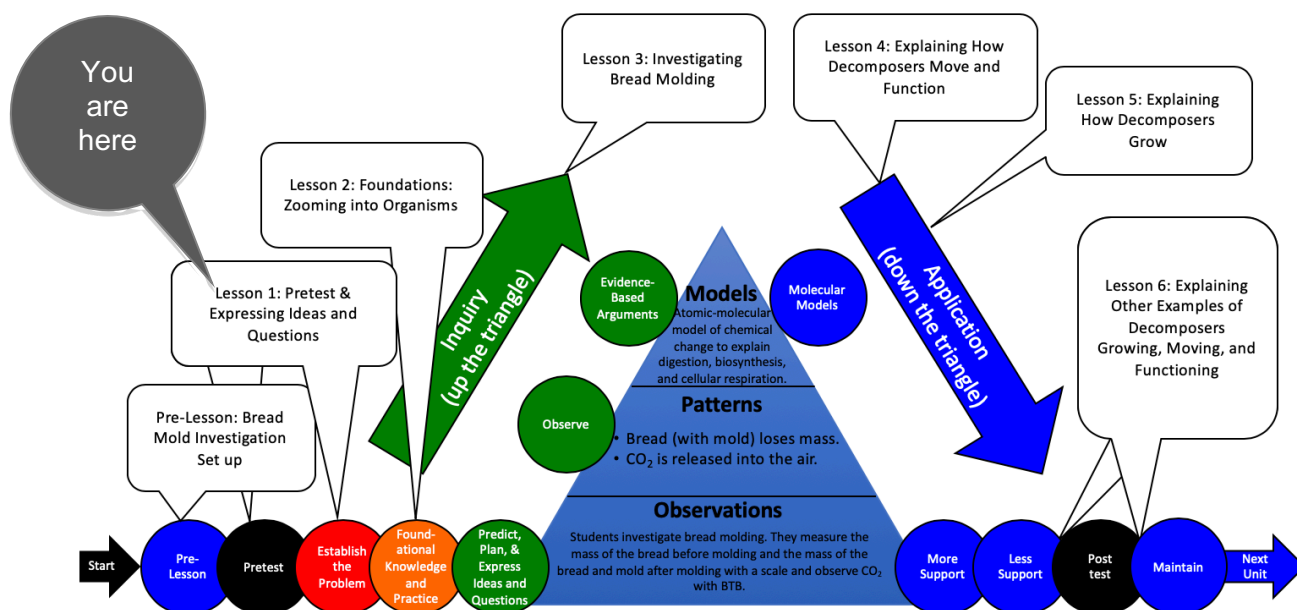 You
are
here
Lesson 3: Investigating
Bread Molding
Lesson 4: Explaining How
Decomposers Move and
Function
Lesson 5: Explaining
How Decomposers
Grow
Lesson 2: Foundations:
Zooming into Organisms
Lesson 1: Pretest &
Expressing Ideas and
Questions
Pre-Lesson: Bread
Mold Investigation
Set up
Inquiry
(up the triangle)
Evidence-
Based
Arguments
Observe
Models
Atomic-molecular
model of chemical
change to explain
digestion, biosynthesis,
and cellular respiration.
Patterns
• Bread (with mold) loses mass.
• CO₂ is released into the air.
Observations
Students investigate bread molding. They measure the
mass of the bread before molding and the mass of the
bread and mold after molding with a scale and observe CO₂
with BTB.
Molecular
Models
Application
(down the triangle)
Lesson 6: Explaining
Other Examples of
Decomposers
Growing, Moving, and
Functioning
Start
Pre-
Lesson
Pretest
Establish
the
Problem
Found-
ational
Knowledge
and
Practice
Predict,
Plan, &
Express
Ideas and
Questions
More
Support
Less
Support
Post
test
Maintain
Next
Unit